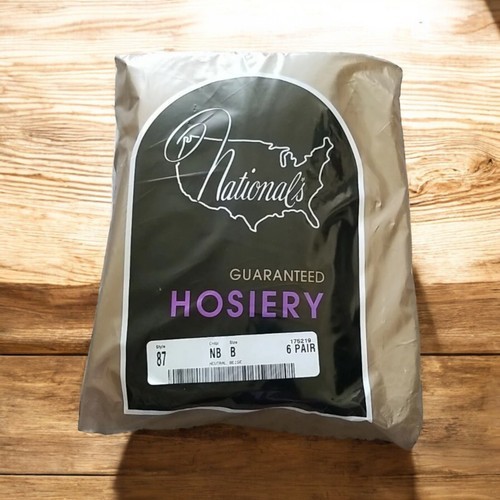 National's
GUARANTEED
HOSIERY
Style Color Size 175219
87 NB B 6 PAIR